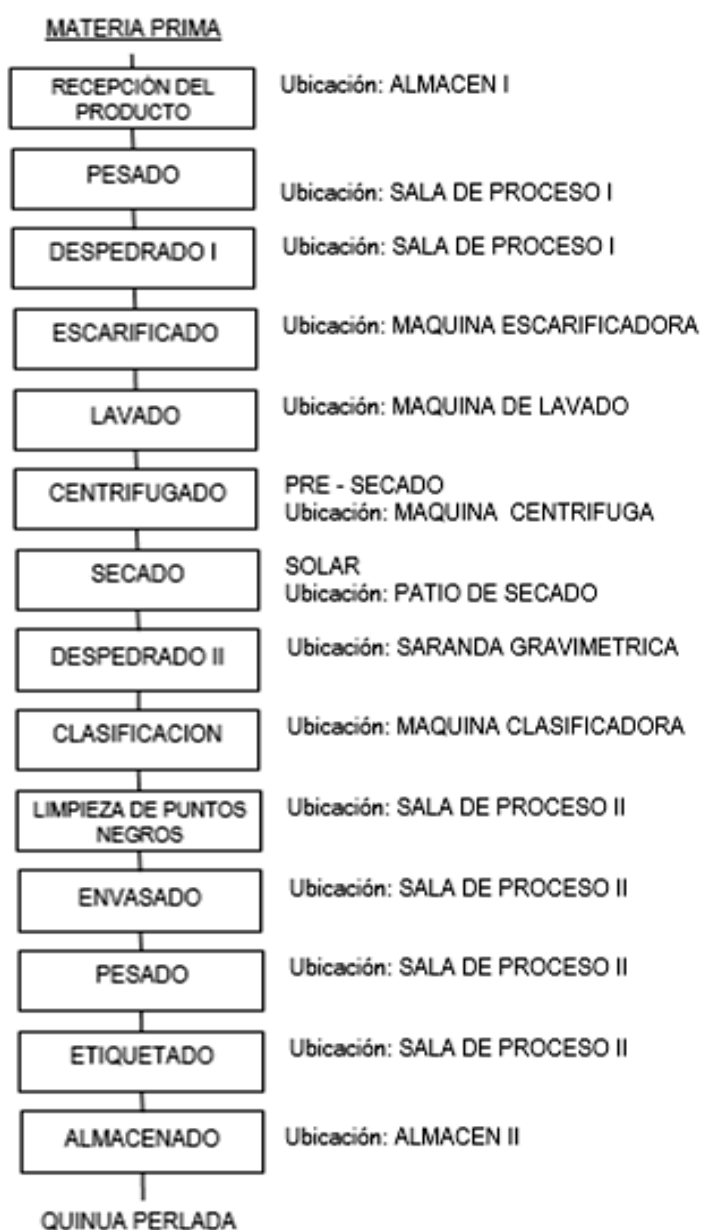 MATERIA PRIMA
RECEPCIÓN DEL
PRODUCTO
Ubicación: ALMACEN I
PESADO
Ubicación: SALA DE PROCESO I
DESPEDRADO I
Ubicación: SALA DE PROCESO I
ESCARIFICADO
Ubicación: MAQUINA ESCARIFICADORA
LAVADO
Ubicación: MAQUINA DE LAVADO
CENTRIFUGADO
PRE - SECADO
Ubicación: MAQUINA CENTRIFUGA
SECADO
SOLAR
Ubicación: PATIO DE SECADO
DESPEDRADO II
Ubicación: SARANDA GRAVIMETRICA
CLASIFICACION
Ubicación: MAQUINA CLASIFICADORA
LIMPIEZA DE PUNTOS
NEGROS
Ubicación: SALA DE PROCESO II
ENVASADO
Ubicación: SALA DE PROCESO II
PESADO
Ubicación: SALA DE PROCESO II
ETIQUETADO
Ubicación: SALA DE PROCESO II
ALMACENADO
Ubicación: ALMACEN II
QUINUA PERLADA